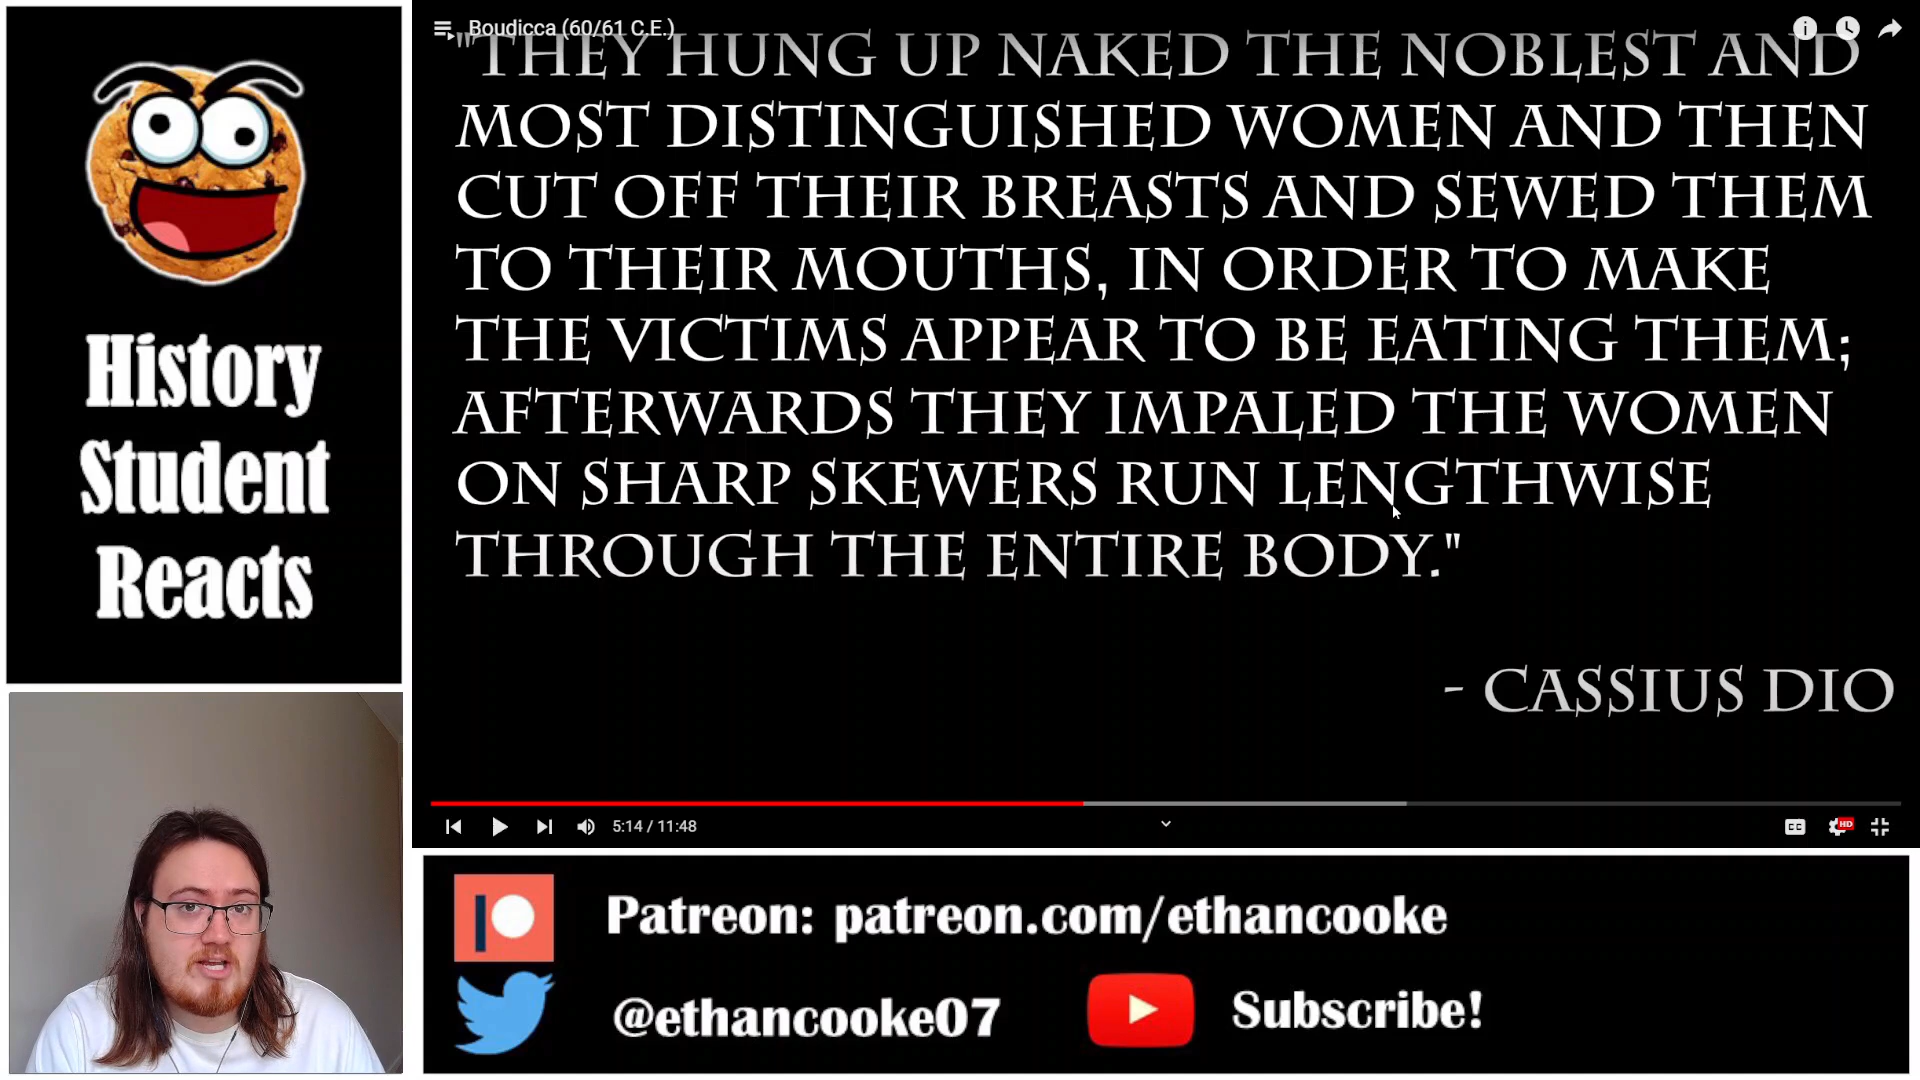 History
Student
Reacts
Boudicca (60/61 C.E.)
"THEY HUNG UP NAKED THE NOBLEST AND
MOST DISTINGUISHED WOMEN AND THEN
CUT OFF THEIR BREASTS AND SEWED THEM
TO THEIR MOUTHS, IN ORDER TO MAKE
THE VICTIMS APPEAR TO BE EATING THEM;
AFTERWARDS THEY IMPALED THE WOMEN
ON SHARP SKEWERS RUN LENGTHWISE
THROUGH THE ENTIRE BODY."
- CASSIUS DIO
5:14 / 11:48
CC
HD
Patreon: patreon.com/ethancooke
@ethancooke07
Subscribe!